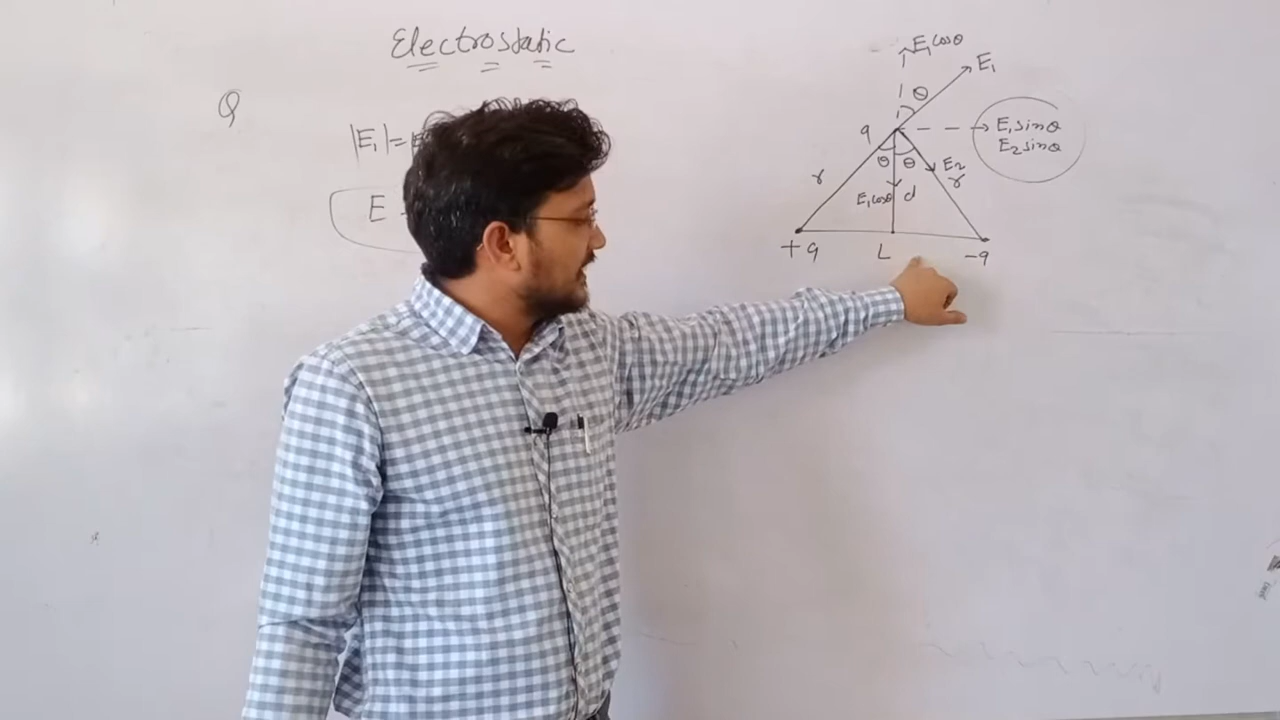 Electrostatic
Q
|E₁|=
E
E₁cosθ
E₁
θ
q
E₁sinθ
E₂sinθ
θ
θ
E₂
r
r
E₁cosθ
d
+q
L
-q